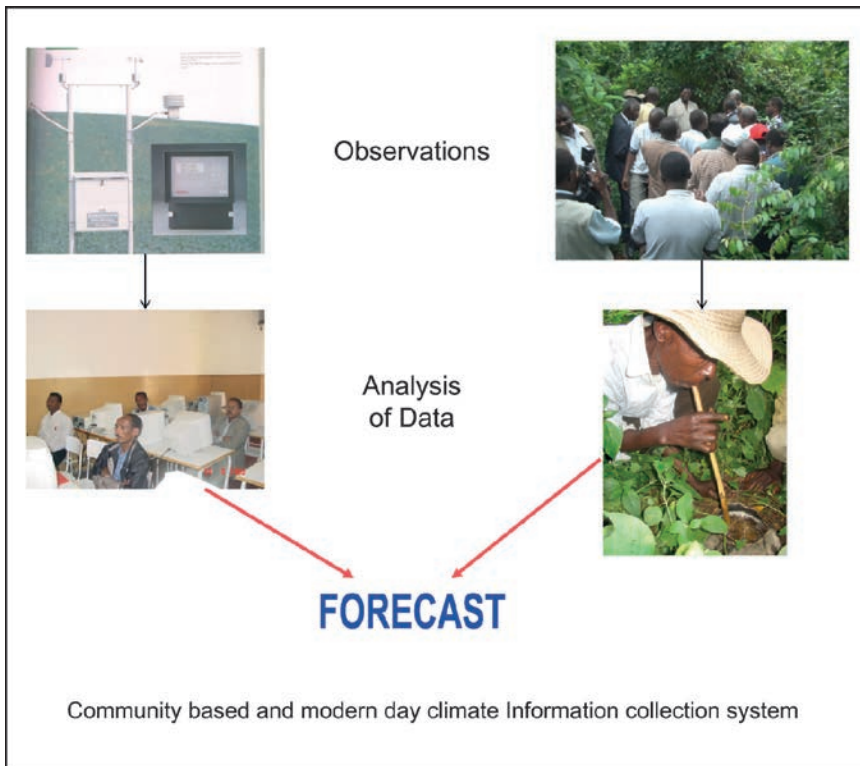 Observations
Analysis
of Data
FORECAST
Community based and modern day climate Information collection system